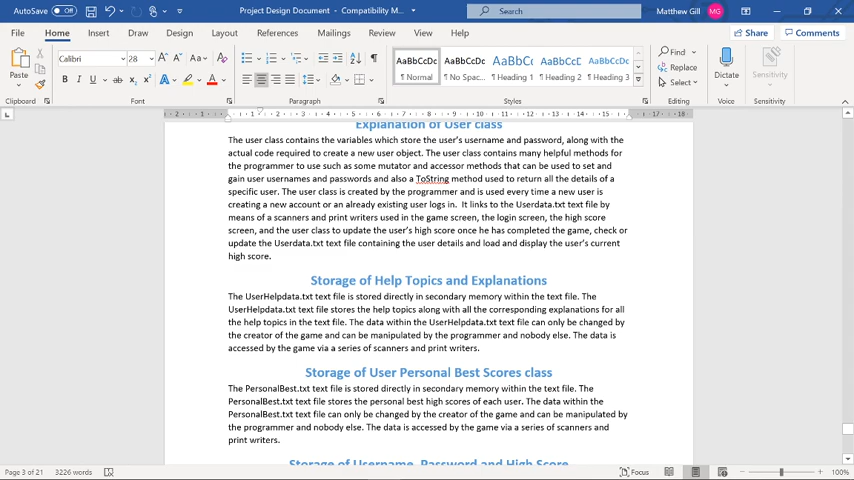 AutoSave Off Project Design Document - Compatibility M... Search Matthew Gill MG
File Home Insert Draw Design Layout References Mailings Review View Help Share Comments
Calibri 28 Aa Find
AaBbCcDc AaBbCcDc AaBbCc AaBbCcC AaBbCcDc Replace
Paste B I U ab x2 x2 A A ¶ Normal ¶ No Spac... ¶ Heading 1 ¶ Heading 2 ¶ Heading 3 Select Dictate Sensitivity
Clipboard Font Paragraph Styles Editing Voice Sensitivity
Explanation of User class
The user class contains the variables which store the user's username and password, along with the
actual code required to create a new user object. The user class contains many helpful methods for
the programmer to use such as some mutator and accessor methods that can be used to set and
gain user usernames and passwords and also a ToString method used to return all the details of a
specific user. The user class is created by the programmer and is used every time a new user is
creating a new account or an already existing user logs in. It links to the Userdata.txt text file by
means of a scanners and print writers used in the game screen, the login screen, the high score
screen, and the user class to update the user's high score once he has completed the game, check or
update the Userdata.txt text file containing the user details and load and display the user's current
high score.
Storage of Help Topics and Explanations
The UserHelpdata.txt text file is stored directly in secondary memory within the text file. The
UserHelpdata.txt text file stores the help topics along with all the corresponding explanations for all
the help topics in the text file. The data within the UserHelpdata.txt text file can only be changed by
the creator of the game and can be manipulated by the programmer and nobody else. The data is
accessed by the game via a series of scanners and print writers.
Storage of User Personal Best Scores class
The PersonalBest.txt text file is stored directly in secondary memory within the text file. The
PersonalBest.txt text file stores the personal best high scores of each user. The data within the
PersonalBest.txt text file can only be changed by the creator of the game and can be manipulated by
the programmer and nobody else. The data is accessed by the game via a series of scanners and
print writers.
Storage of Username, Password and High Score
Page 3 of 21 3226 words Focus 100%